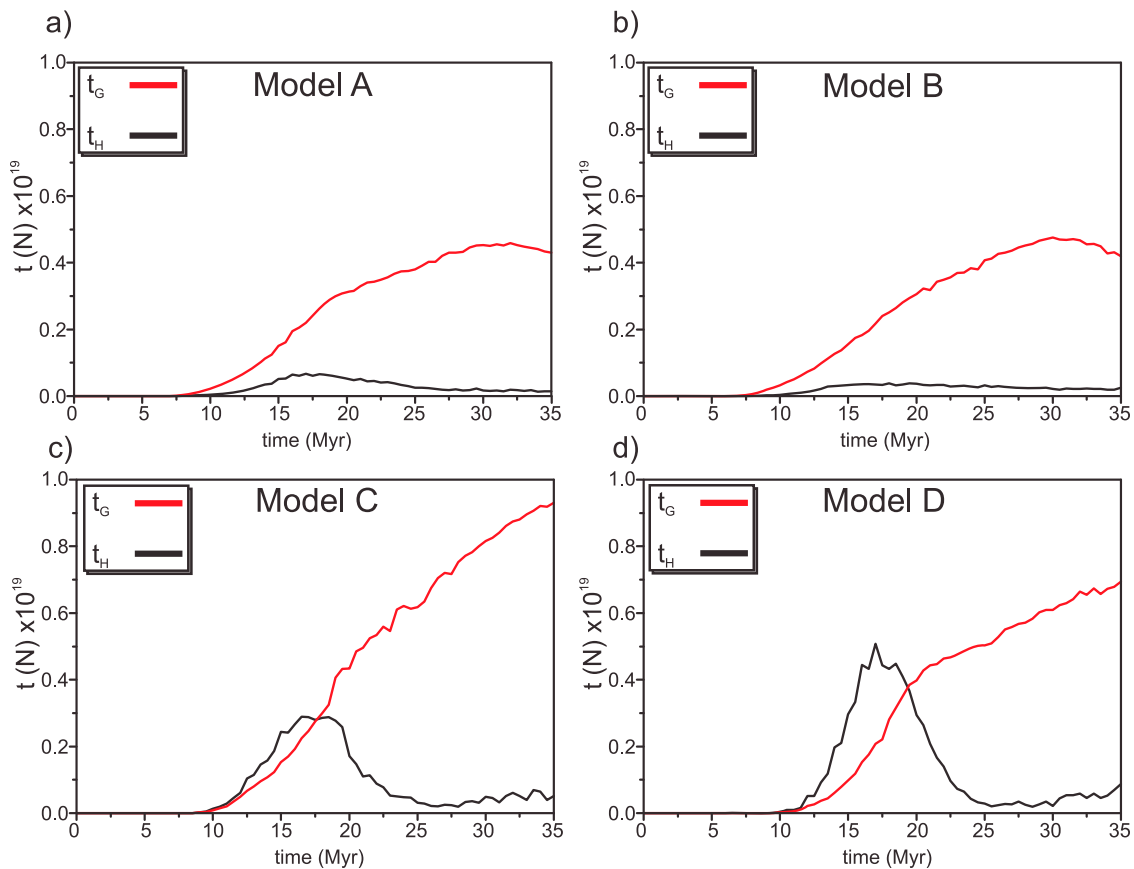 a)
b)
1.0
t_G
t_H
Model A
0.8
0.6
0.4
0.2
0.0
t (N) x10^19
0 5 10 15 20 25 30 35
time (Myr)
1.0
t_G
t_H
Model B
0.8
0.6
0.4
0.2
0.0
t (N) x10^19
0 5 10 15 20 25 30 35
time (Myr)
c)
d)
1.0
t_G
t_H
Model C
0.8
0.6
0.4
0.2
0.0
t (N) x10^19
0 5 10 15 20 25 30 35
time (Myr)
1.0
t_G
t_H
Model D
0.8
0.6
0.4
0.2
0.0
t (N) x10^19
0 5 10 15 20 25 30 35
time (Myr)